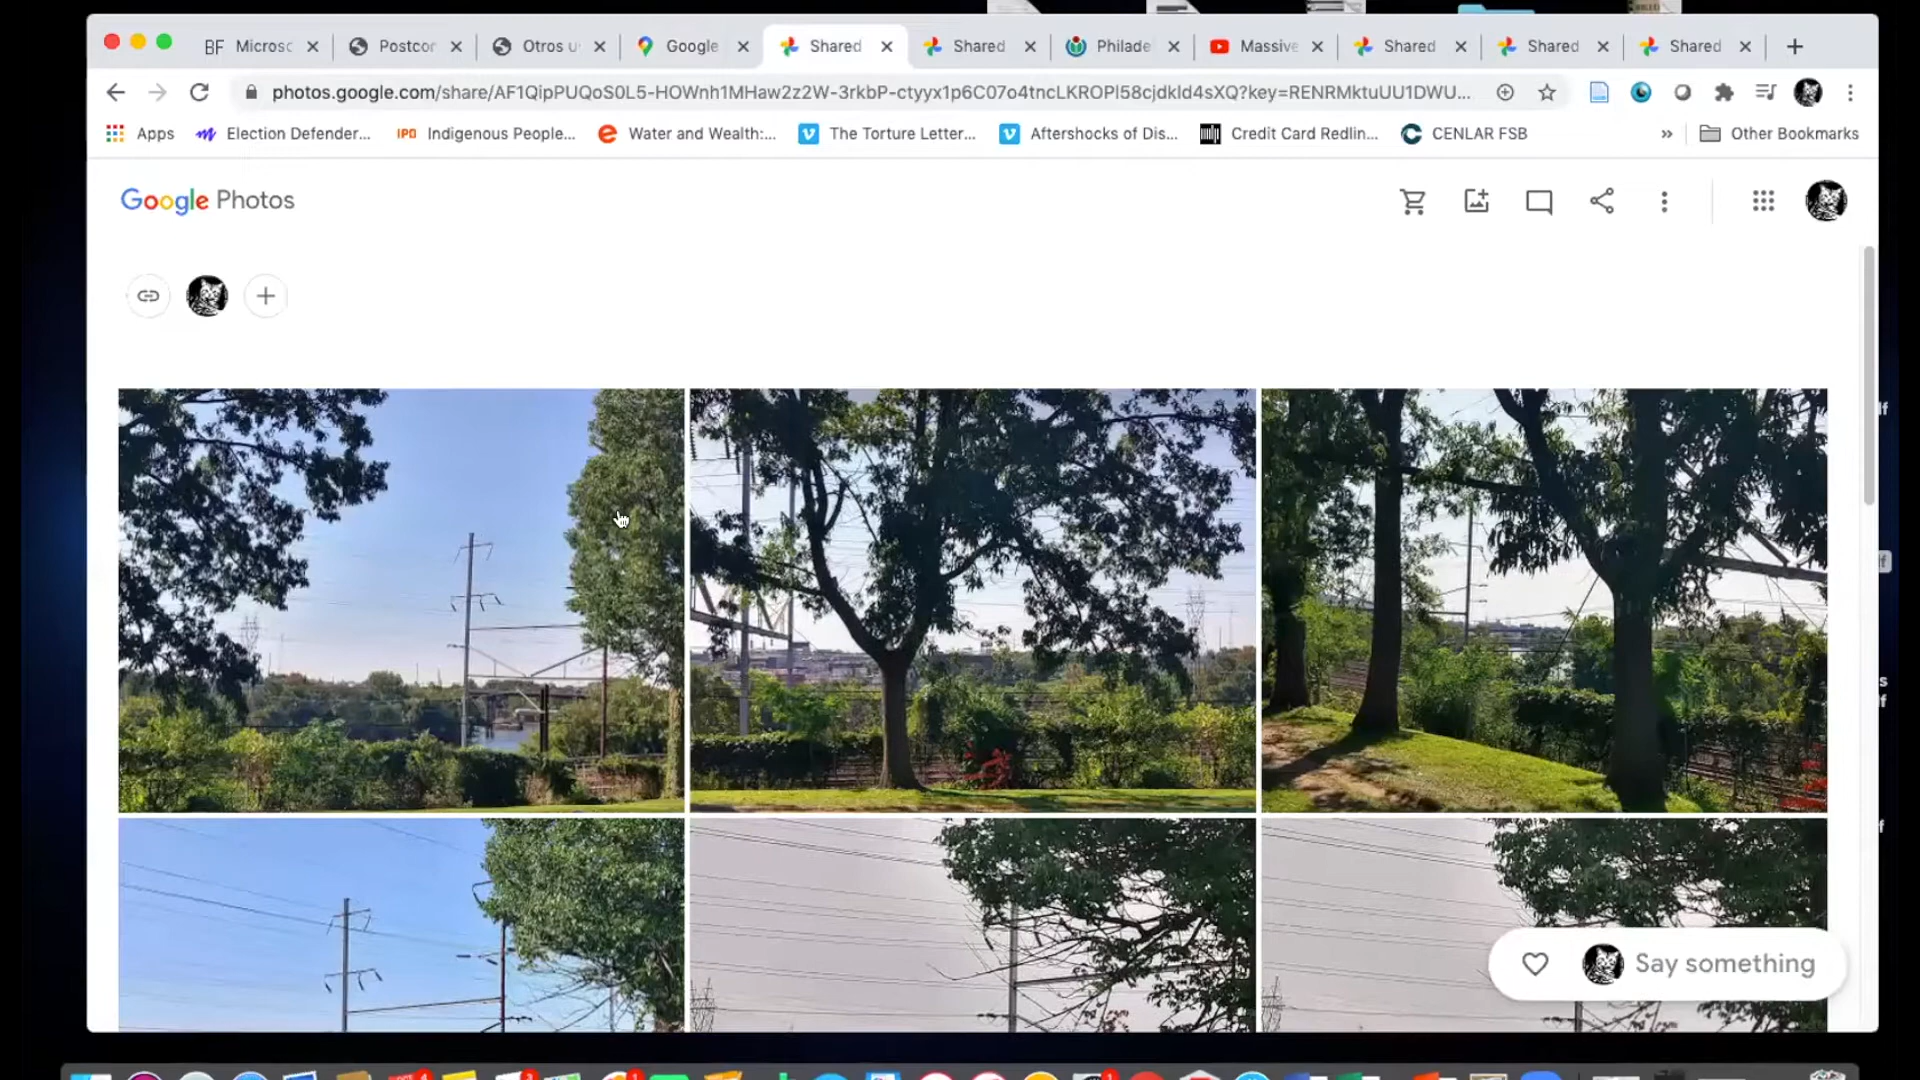 BF Microsc
Postcor
Otros u
Google
Shared
Shared
Philade
Massive
Shared
Shared
Shared
photos.google.com/share/AF1QipPUQoS0L5-HOWnh1MHaw2z2W-3rkbP-ctyyx1p6C07o4tncLKROPl58cjdkld4sXQ?key=RENRMktuUU1DWU...
Apps
Election Defender...
IPO Indigenous People...
Water and Wealth:...
The Torture Letter...
Aftershocks of Dis...
Credit Card Redlin...
CENLAR FSB
»
Other Bookmarks
Google Photos
Say something